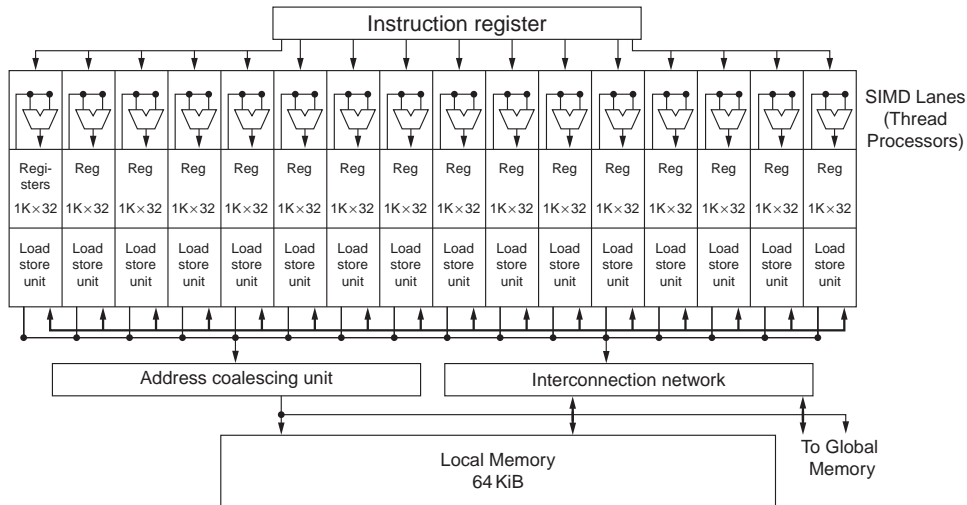 Instruction register
SIMD Lanes
(Thread
Processors)
Regi- Reg Reg Reg Reg Reg Reg Reg Reg Reg Reg Reg Reg Reg Reg Reg
sters
1K×32 1K×32 1K×32 1K×32 1K×32 1K×32 1K×32 1K×32 1K×32 1K×32 1K×32 1K×32 1K×32 1K×32 1K×32 1K×32
Load Load Load Load Load Load Load Load Load Load Load Load Load Load Load Load
store store store store store store store store store store store store store store store store
unit unit unit unit unit unit unit unit unit unit unit unit unit unit unit unit
Address coalescing unit
Interconnection network
Local Memory
64 KiB
To Global
Memory